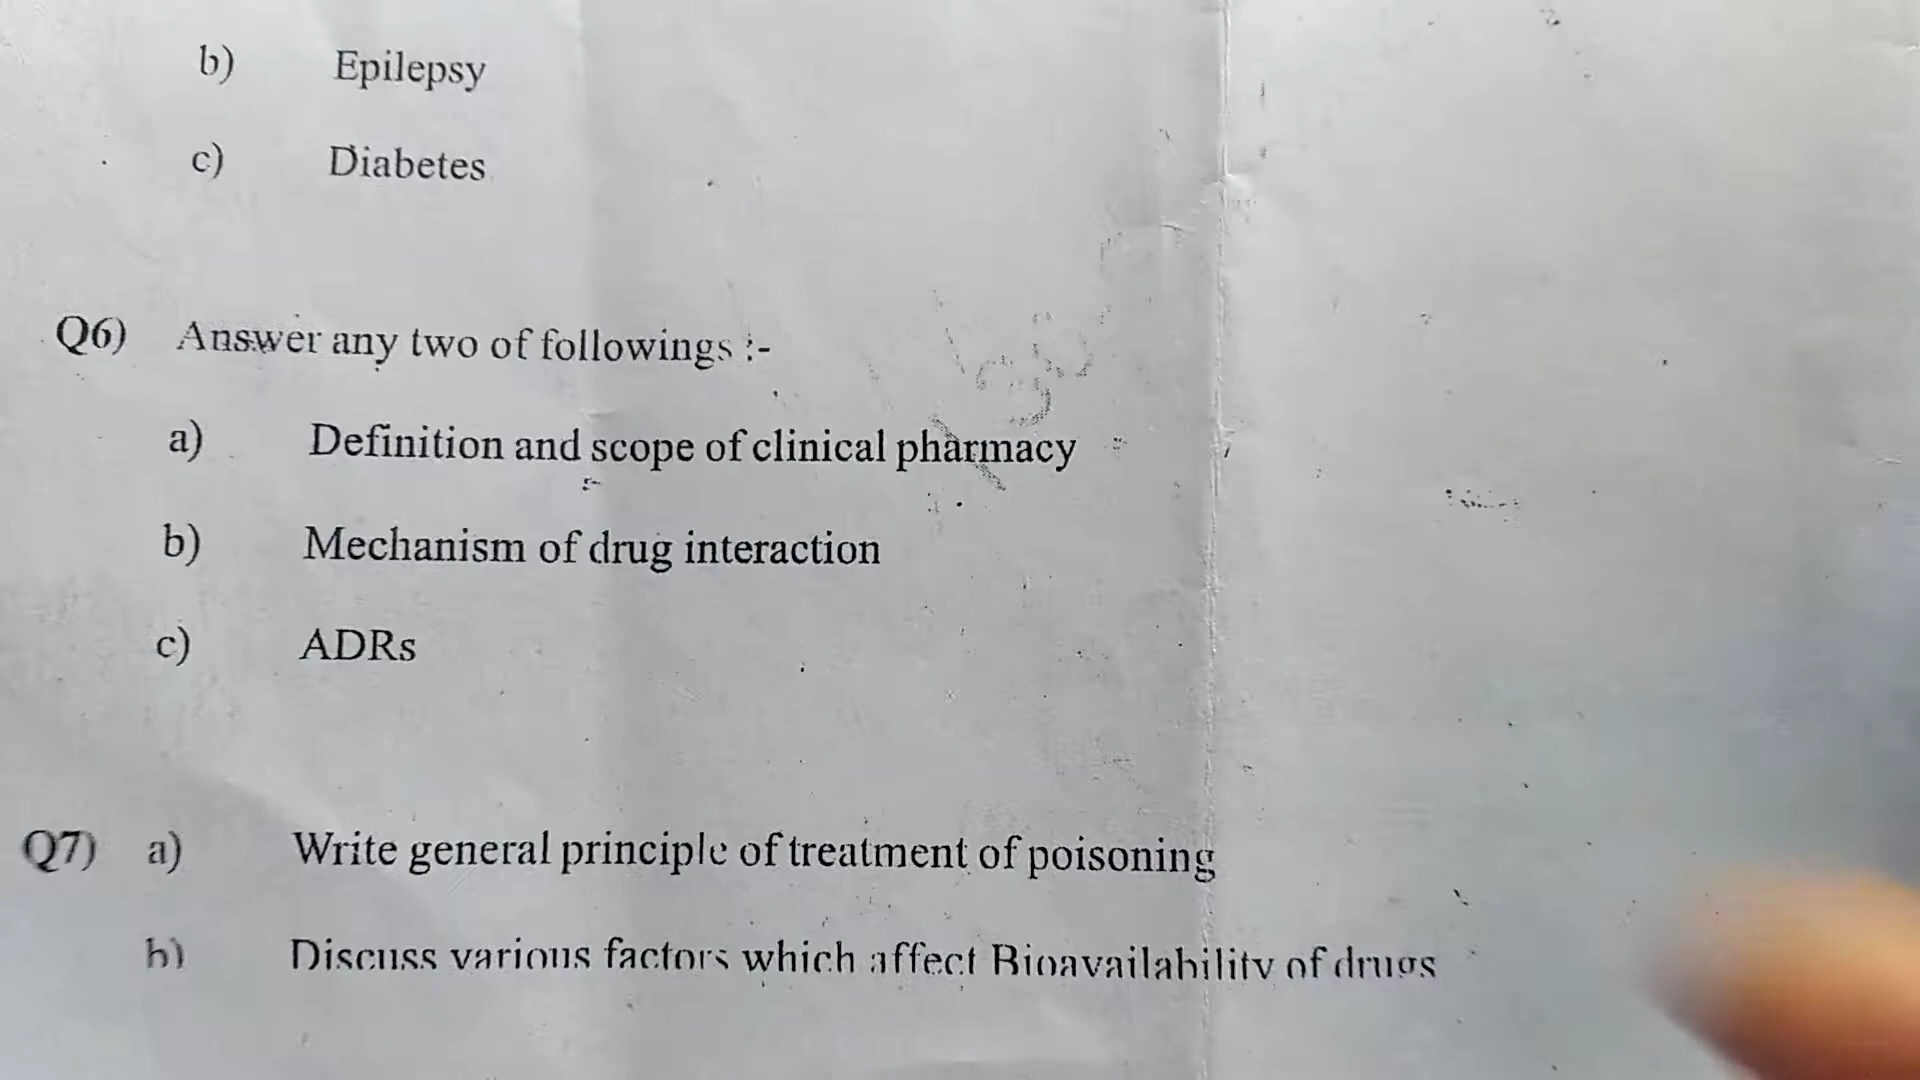 b) Epilepsy
c) Diabetes
Q6) Answer any two of followings :-
a) Definition and scope of clinical pharmacy
b) Mechanism of drug interaction
c) ADRs
Q7) a) Write general principle of treatment of poisoning
b) Discuss various factors which affect Bioavailability of drugs